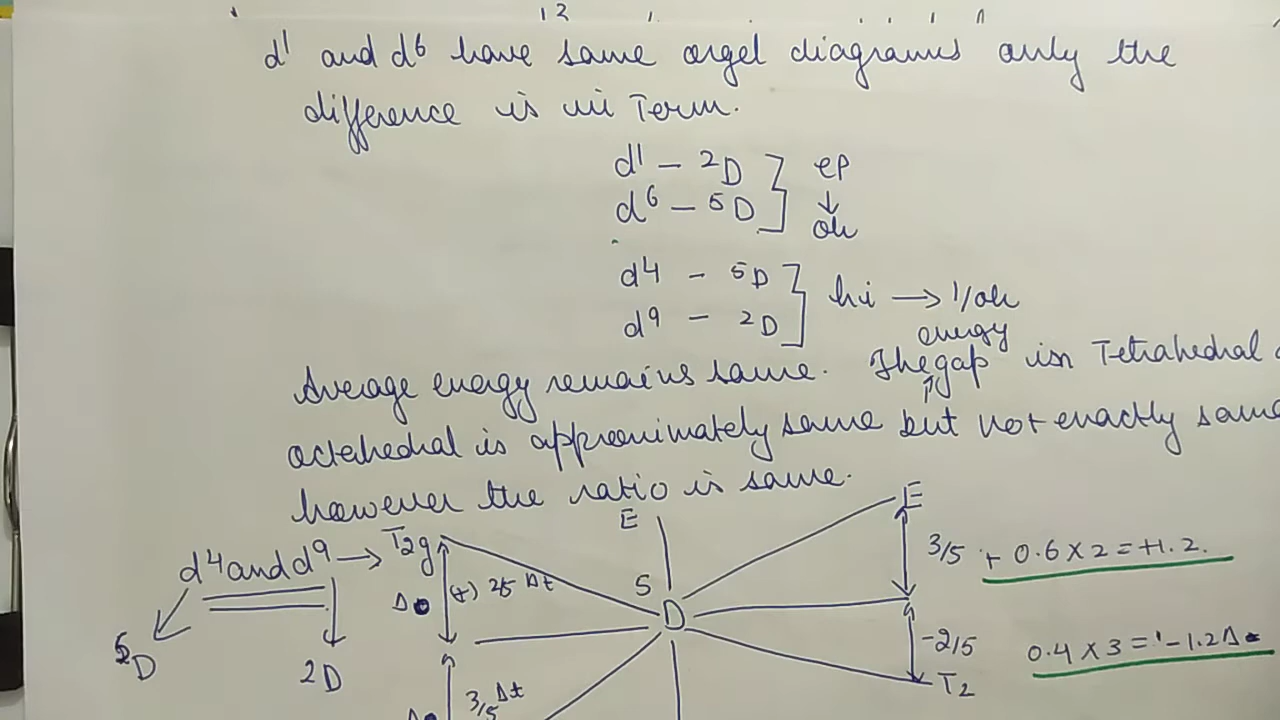 d¹ and d⁶ have same orgel diagrams only the
difference is in Term.
d¹ - ²D ] ep
d⁶ - ⁵D ] ↓ oh
d⁴ - ⁵D ] hi → 1/oh
d⁹ - ²D
Average energy remains same. The energy gap in Tetrahedral
octahedral is approximately same but not exactly same
however the ratio is same.
E
E
d⁴ and d⁹ → T2g
3/5 + 0.6 × 2 = +1.2.
Δ (+) 2/5 Δt
5
D
⁵D
2D
-2/5
0.4 × 3 = -1.2Δ
T2
3/5 Δt